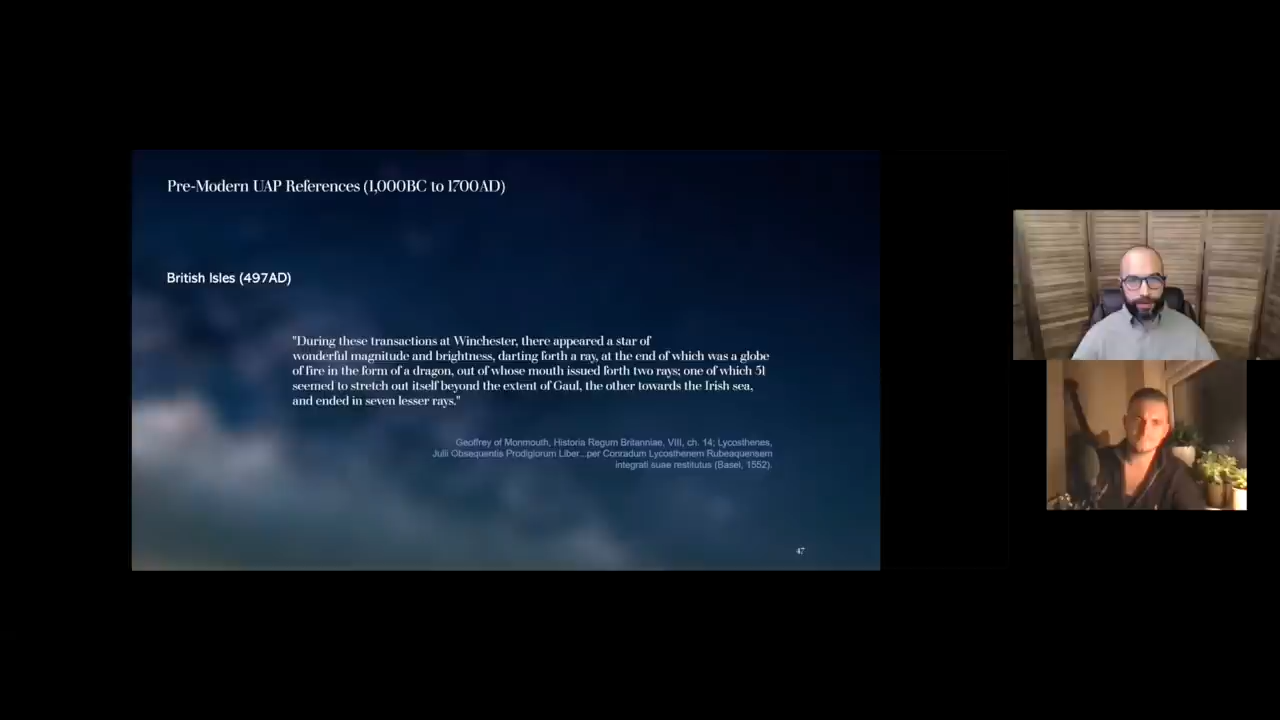 Pre-Modern UAP References (1,000BC to 1700AD)
British Isles (497AD)
"During these transactions at Winchester, there appeared a star of
wonderful magnitude and brightness, darting forth a ray, at the end of which was a globe
of fire in the form of a dragon, out of whose mouth issued forth two rays; one of which 51
seemed to stretch out itself beyond the extent of Gaul, the other towards the Irish sea,
and ended in seven lesser rays."
Geoffrey of Monmouth, Historia Regum Britanniae, VIII, ch. 14; Lycosthenes,
Julii Obsequentis Prodigiorum Liber...per Conradum Lycosthenem Rubeaquensem
integrati suae restitutus (Basel, 1552).
47